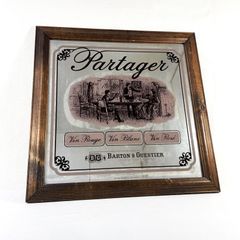 Partager
Vin Rouge Vin Blanc Vin Rosé
B&G BARTON & GUESTIER